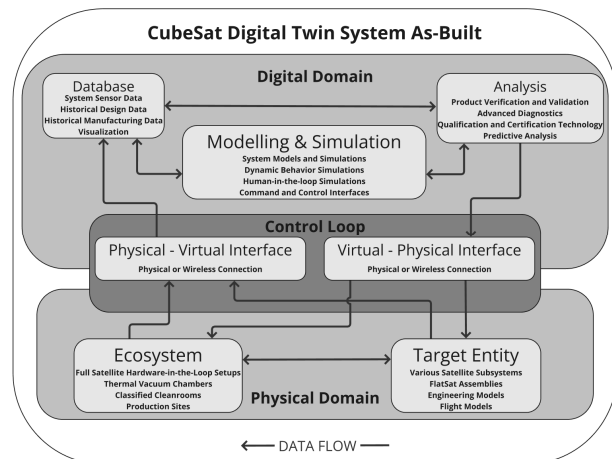 CubeSat Digital Twin System As-Built
Digital Domain
Database
System Sensor Data
Historical Design Data
Historical Manufacturing Data
Visualization
Analysis
Product Verification and Validation
Advanced Diagnostics
Qualification and Certification Technology
Predictive Analysis
Modelling & Simulation
System Models and Simulations
Dynamic Behavior Simulations
Human-in-the-loop Simulations
Command and Control Interfaces
Control Loop
Physical - Virtual Interface
Physical or Wireless Connection
Virtual - Physical Interface
Physical or Wireless Connection
Ecosystem
Full Satellite Hardware-in-the-Loop Setups
Thermal Vacuum Chambers
Classified Cleanrooms
Production Sites
Target Entity
Various Satellite Subsystems
FlatSat Assemblies
Engineering Models
Flight Models
Physical Domain
DATA FLOW